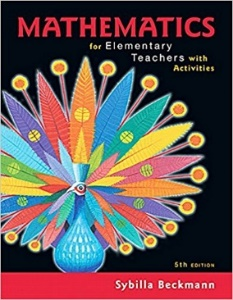 MATHEMATICS
for Elementary
Teachers with
Activities
5th EDITION
Sybilla Beckmann